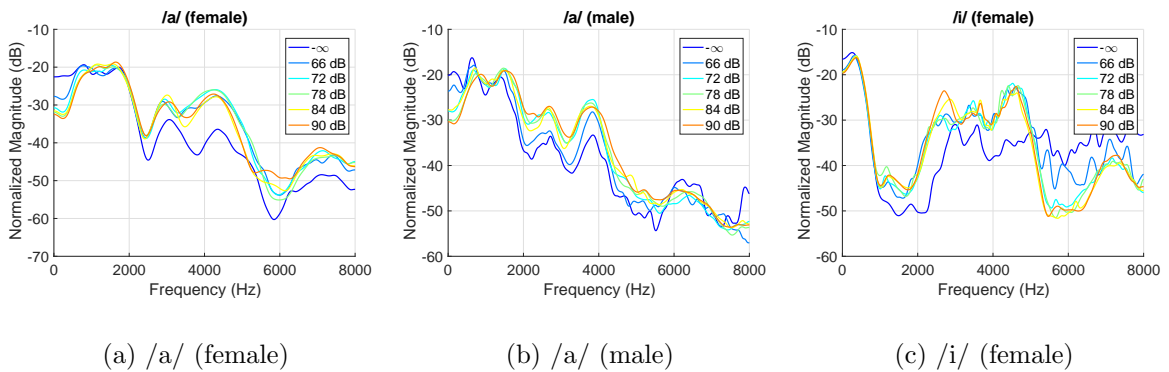 /a/ (female)
-10
-20
-30
-40
-50
-60
-70
Normalized Magnitude (dB)
0 2000 4000 6000 8000
Frequency (Hz)
-∞
66 dB
72 dB
78 dB
84 dB
90 dB
/a/ (male)
-10
-20
-30
-40
-50
-60
Normalized Magnitude (dB)
0 2000 4000 6000 8000
Frequency (Hz)
-∞
66 dB
72 dB
78 dB
84 dB
90 dB
/i/ (female)
-10
-20
-30
-40
-50
-60
Normalized Magnitude (dB)
0 2000 4000 6000 8000
Frequency (Hz)
-∞
66 dB
72 dB
78 dB
84 dB
90 dB
(a) /a/ (female)
(b) /a/ (male)
(c) /i/ (female)